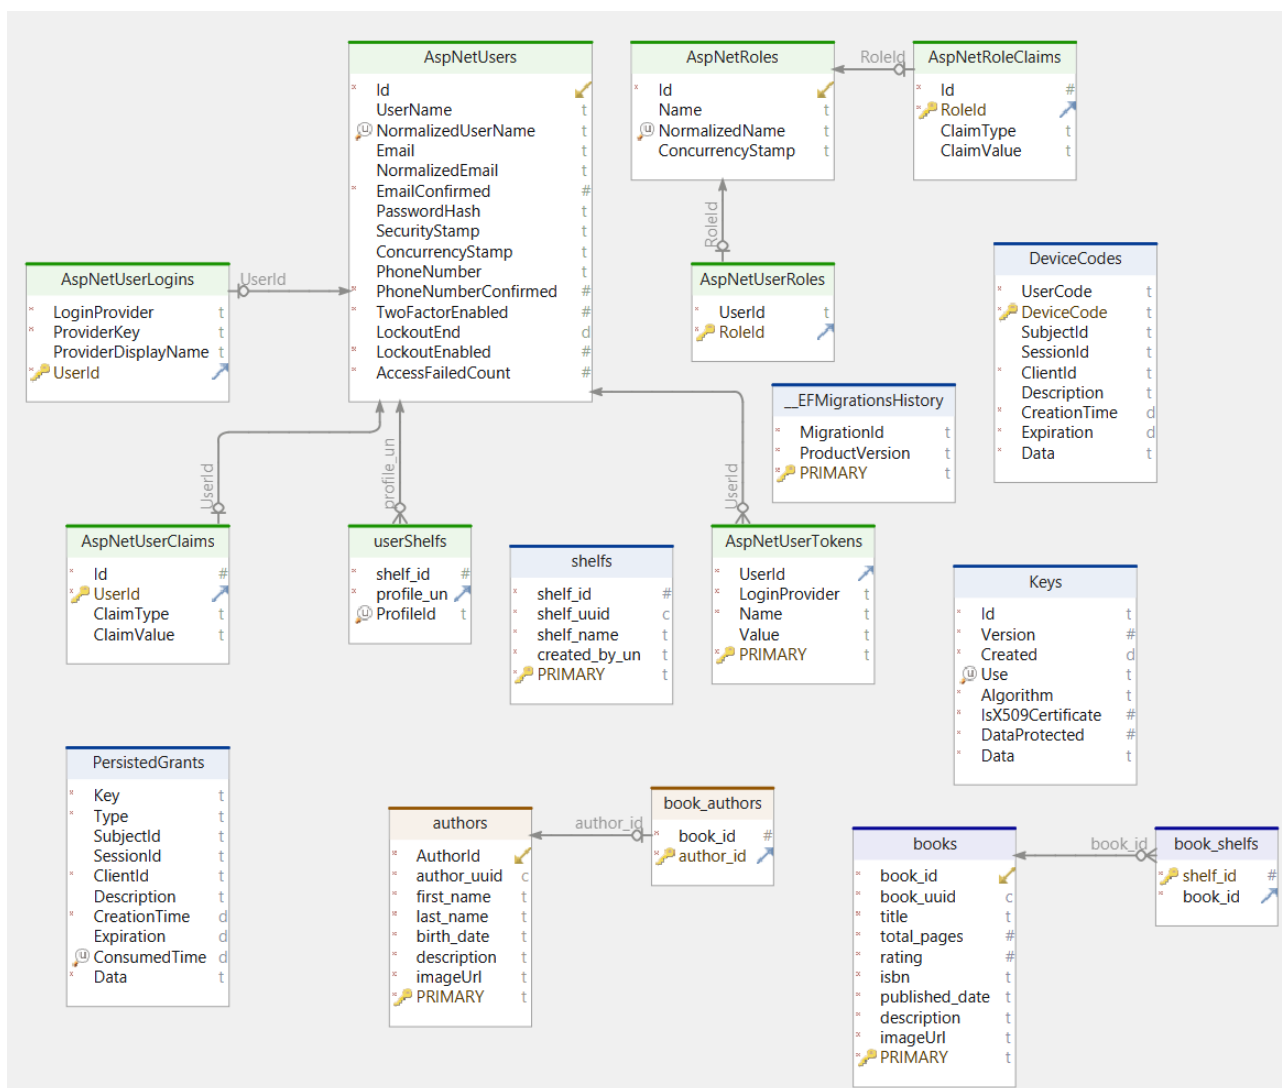 AspNetUsers
Id
UserName t
u NormalizedUserName t
Email t
NormalizedEmail t
EmailConfirmed #
PasswordHash t
SecurityStamp t
ConcurrencyStamp t
PhoneNumber t
PhoneNumberConfirmed #
TwoFactorEnabled #
LockoutEnd d
LockoutEnabled #
AccessFailedCount #
AspNetRoles
Id
Name t
u NormalizedName t
ConcurrencyStamp t
RoleId
AspNetRoleClaims
Id #
RoleId
ClaimType t
ClaimValue t
RoleId
AspNetUserLogins
LoginProvider t
ProviderKey t
ProviderDisplayName t
UserId
UserId
AspNetUserRoles
UserId t
RoleId
DeviceCodes
UserCode t
DeviceCode t
SubjectId t
SessionId t
ClientId t
Description t
CreationTime d
Expiration d
Data t
__EFMigrationsHistory
MigrationId t
ProductVersion t
PRIMARY t
UserId
profile_un
UserId
AspNetUserClaims
Id #
UserId
ClaimType t
ClaimValue t
userShelfs
shelf_id #
profile_un
u ProfileId t
shelfs
shelf_id #
shelf_uuid c
shelf_name t
created_by_un t
PRIMARY t
AspNetUserTokens
UserId
LoginProvider t
Name t
Value t
PRIMARY t
Keys
Id t
Version #
Created d
u Use t
Algorithm t
IsX509Certificate #
DataProtected #
Data t
PersistedGrants
Key t
Type t
SubjectId t
SessionId t
ClientId t
Description t
CreationTime d
Expiration d
u ConsumedTime d
Data t
authors
AuthorId
author_uuid c
first_name t
last_name t
birth_date t
description t
imageUrl t
PRIMARY t
author_id
book_authors
book_id #
author_id
books
book_id
book_uuid c
title t
total_pages #
rating #
isbn t
published_date t
description t
imageUrl t
PRIMARY t
book_id
book_shelfs
shelf_id #
book_id